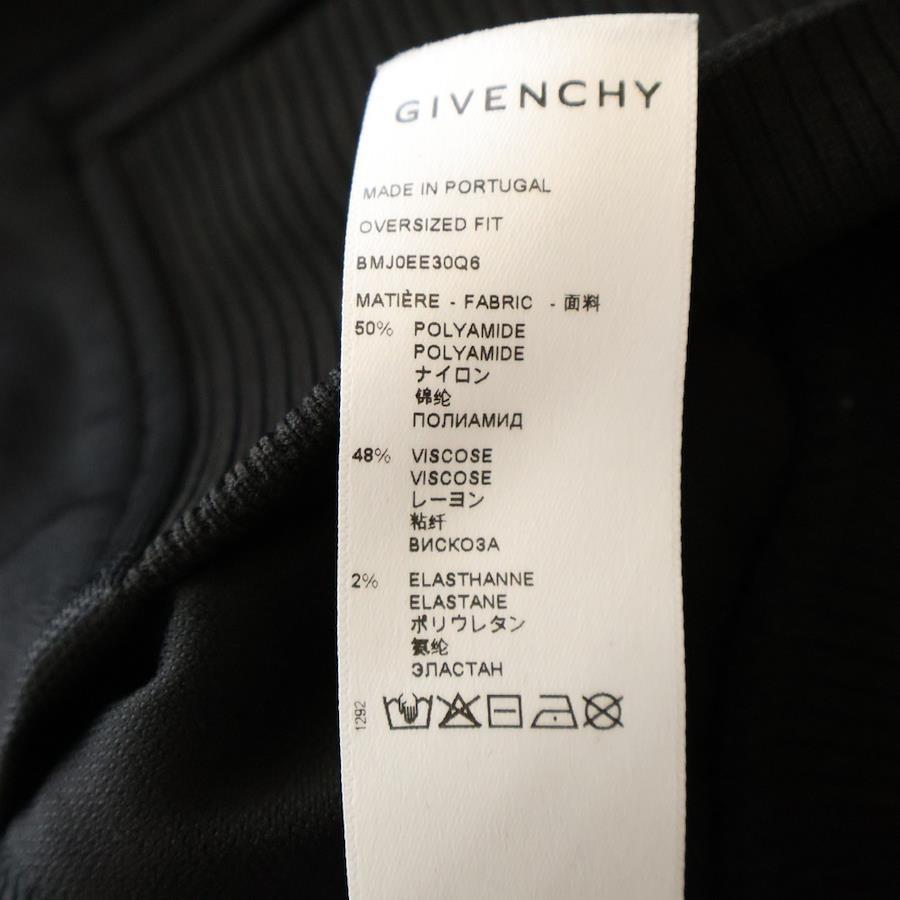 GIVENCHY
MADE IN PORTUGAL
OVERSIZED FIT
BMJ0EE30Q6
MATIÈRE - FABRIC - 面料
50% POLYAMIDE
POLYAMIDE
ナイロン
锦纶
ПОЛИАМИД
48% VISCOSE
VISCOSE
レーヨン
粘纤
ВИСКОЗА
2% ELASTHANNE
ELASTANE
ポリウレタン
氨纶
ЭЛАСТАН
1292